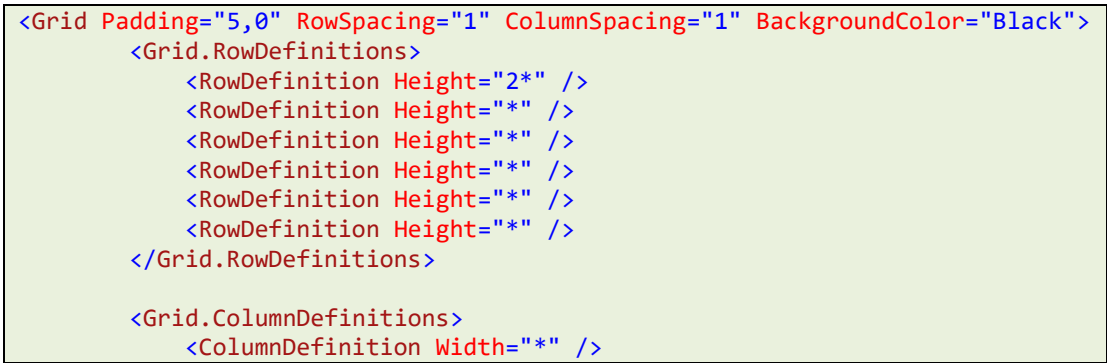 <Grid Padding="5,0" RowSpacing="1" ColumnSpacing="1" BackgroundColor="Black">
<Grid.RowDefinitions>
<RowDefinition Height="2*" />
<RowDefinition Height="*" />
<RowDefinition Height="*" />
<RowDefinition Height="*" />
<RowDefinition Height="*" />
<RowDefinition Height="*" />
</Grid.RowDefinitions>
<Grid.ColumnDefinitions>
<ColumnDefinition Width="*" />